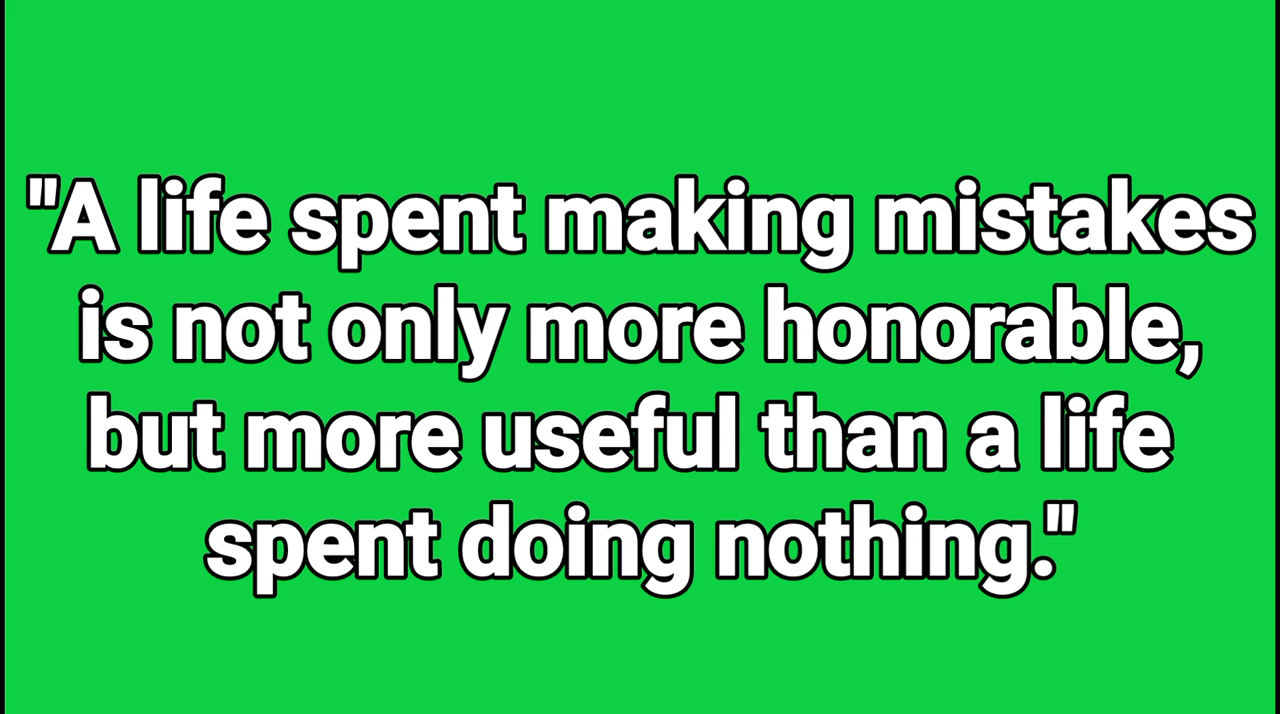 "A life spent making mistakes
is not only more honorable,
but more useful than a life
spent doing nothing."